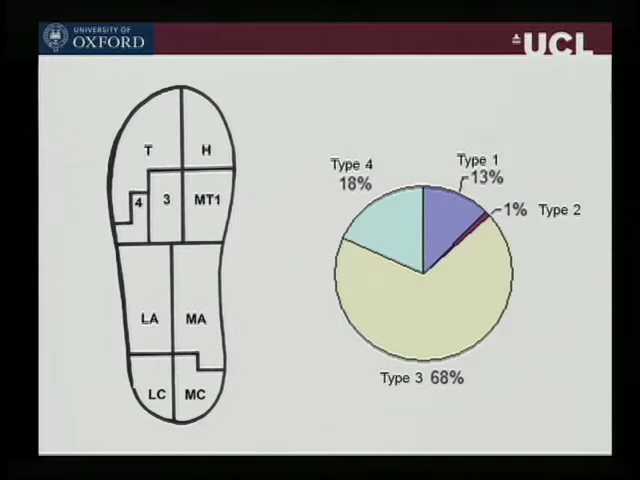 UNIVERSITY OF
OXFORD
UCL
T
H
4
3
MT1
LA
MA
LC
MC
Type 4
18%
Type 1
13%
1% Type 2
Type 3 68%